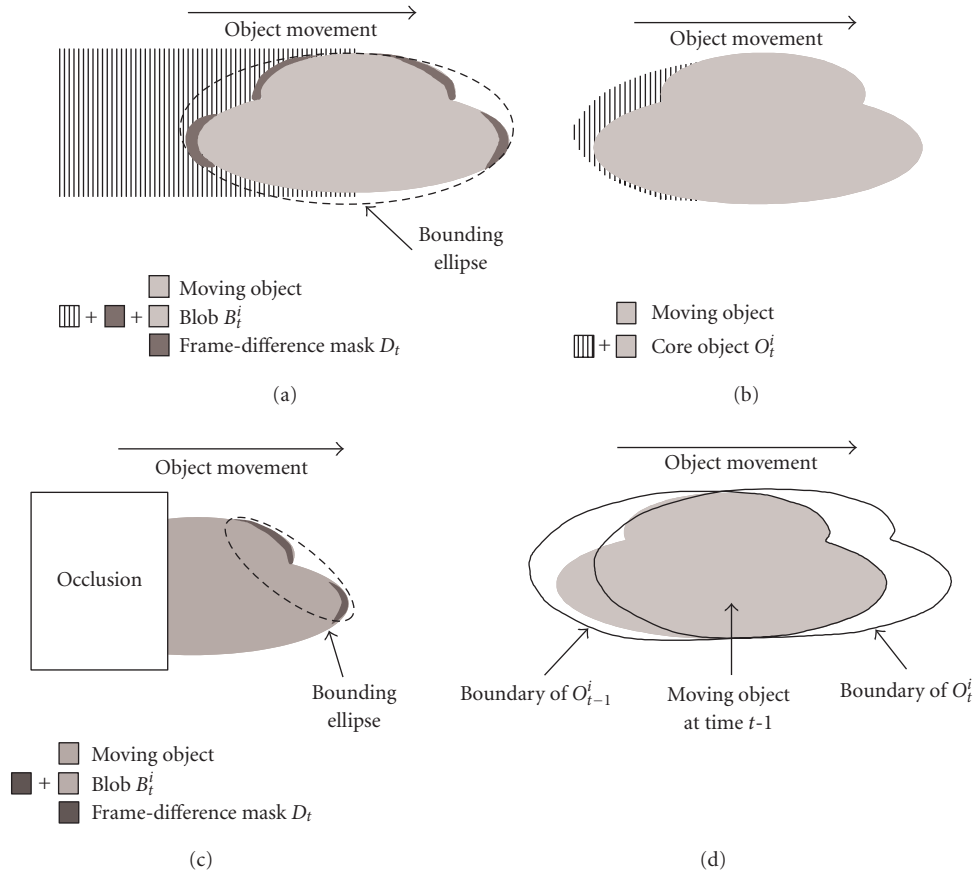 Object movement
Bounding
ellipse
Moving object
+ + Blob $B_t^i$
Frame-difference mask $D_t$
(a)
Object movement
Moving object
+ Core object $O_t^i$
(b)
Object movement
Occlusion
Bounding
ellipse
Moving object
+ Blob $B_t^i$
Frame-difference mask $D_t$
(c)
Object movement
Boundary of $O_{t-1}^i$
Moving object
at time $t$-1
Boundary of $O_t^i$
(d)